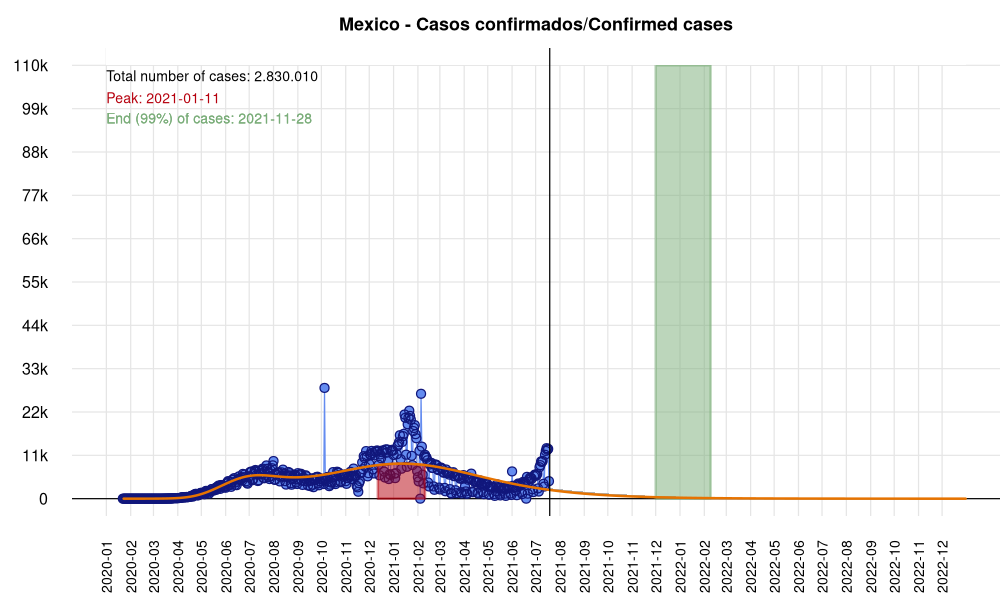 Mexico - Casos confirmados/Confirmed cases
Total number of cases: 2.830.010
Peak: 2021-01-11
End (99%) of cases: 2021-11-28
110k
99k
88k
77k
66k
55k
44k
33k
22k
11k
0
2020-01
2020-02
2020-03
2020-04
2020-05
2020-06
2020-07
2020-08
2020-09
2020-10
2020-11
2020-12
2021-01
2021-02
2021-03
2021-04
2021-05
2021-06
2021-07
2021-08
2021-09
2021-10
2021-11
2021-12
2022-01
2022-02
2022-03
2022-04
2022-05
2022-06
2022-07
2022-08
2022-09
2022-10
2022-11
2022-12